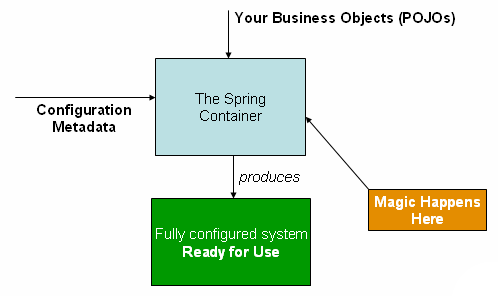 Your Business Objects (POJOs)
The Spring
Container
Configuration
Metadata
produces
Magic Happens
Here
Fully configured system
Ready for Use